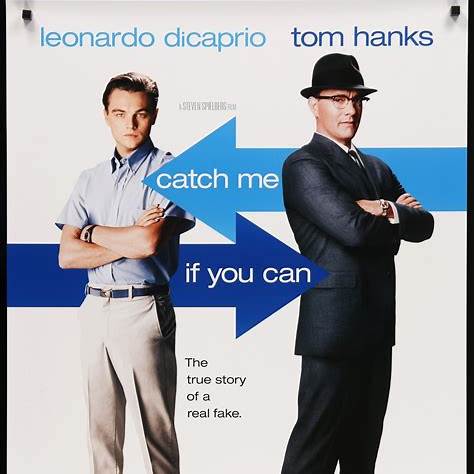 leonardo dicaprio tom hanks
A STEVEN SPIELBERG FILM
catch me
if you can
The
true story
of a
real fake.